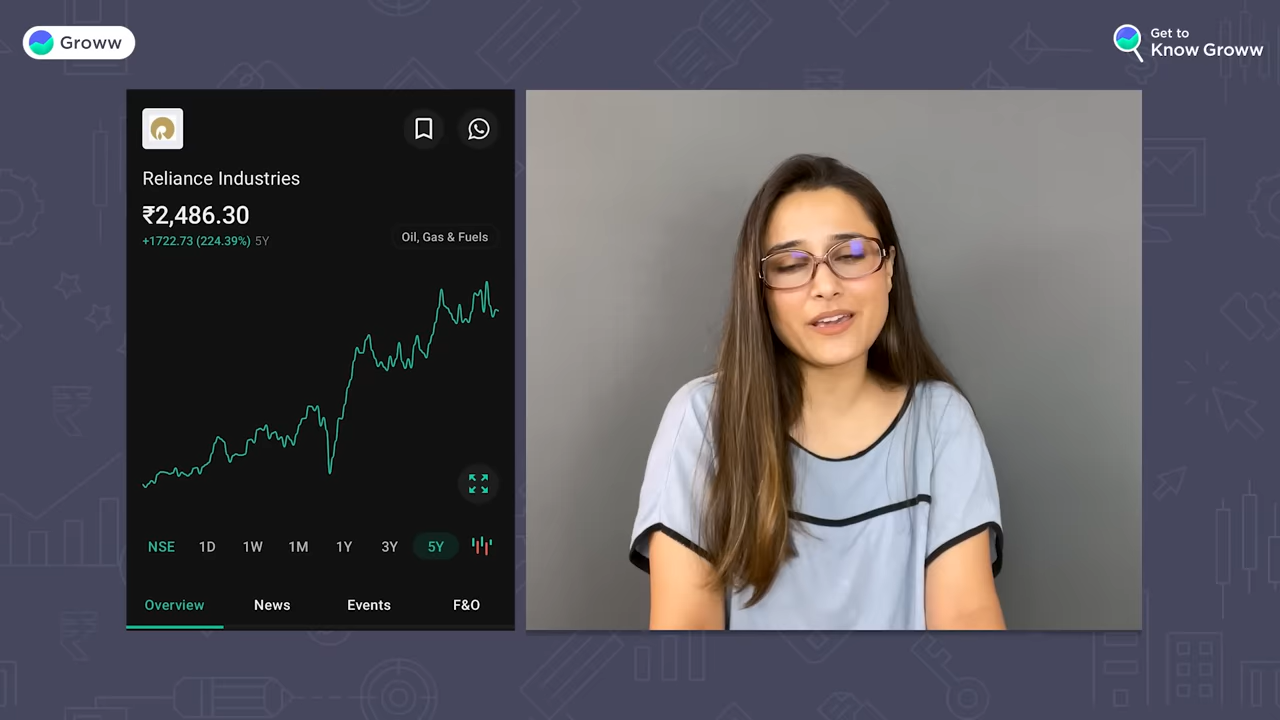 Groww
Get to
Know Groww
Reliance Industries
₹2,486.30
+1722.73 (224.39%) 5Y
Oil, Gas & Fuels
NSE 1D 1W 1M 1Y 3Y 5Y
Overview News Events F&O